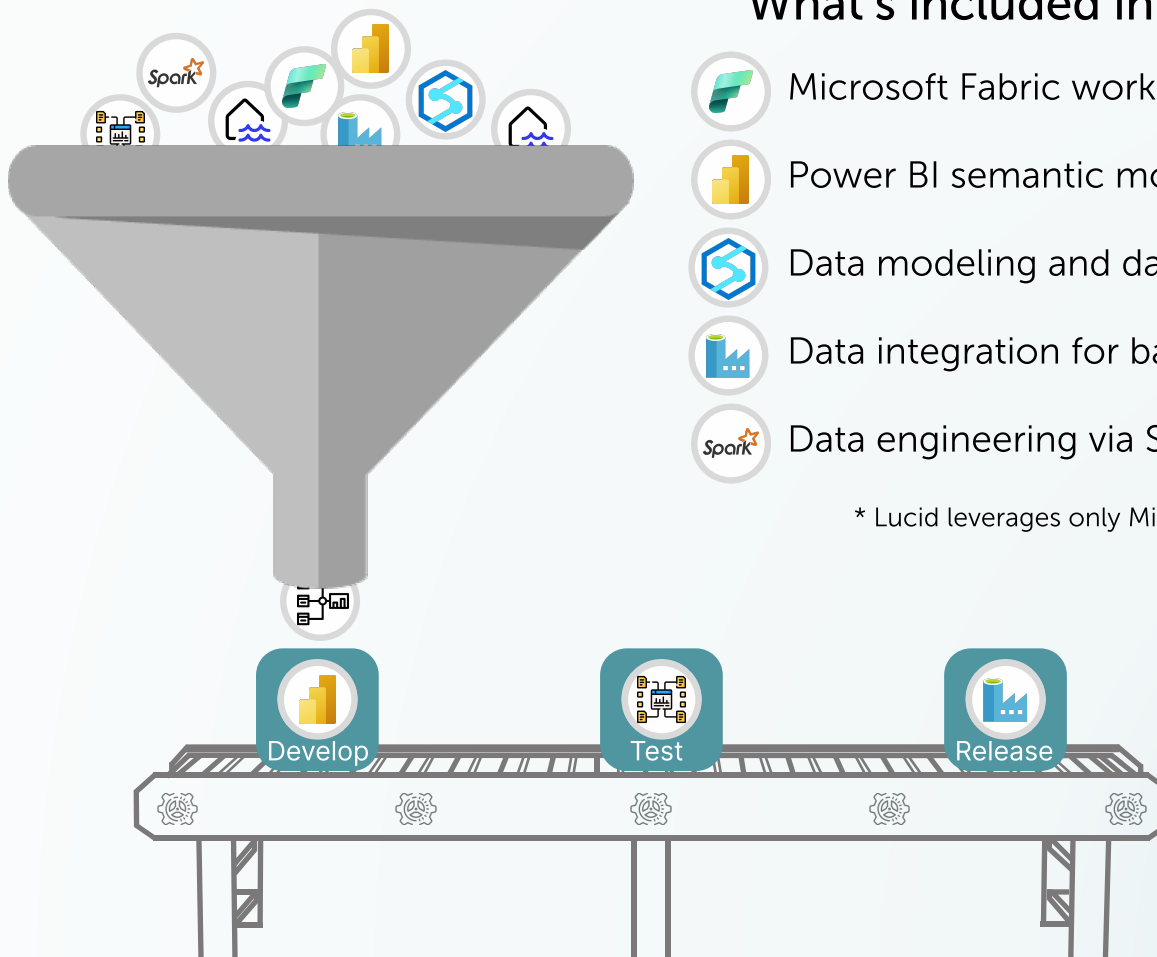 What's included in
Spark
Microsoft Fabric work
Power BI semantic mo
Data modeling and da
Data integration for ba
Spark
Data engineering via S
* Lucid leverages only Mi
Develop
Test
Release